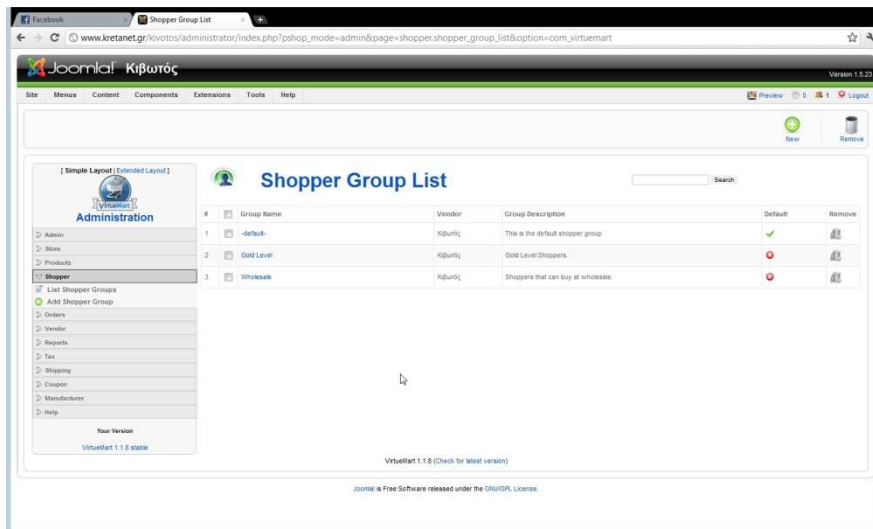 Facebook
Shopper Group List
www.kretanet.gr/kivotos/administrator/index.php?pshop_mode=admin&page=shopper.shopper_group_list&option=com_virtuemart
Joomla! Κιβωτός
Version 1.5.23
Site Menus Content Components Extensions Tools Help
Preview 0 1 Logout
New
Remove
[ Simple Layout | Extended Layout ]
VirtueMart
Administration
Admin
Store
Products
Shopper
List Shopper Groups
Add Shopper Group
Orders
Vendor
Reports
Tax
Shipping
Coupon
Manufacturer
Help
Your Version
VirtueMart 1.1.8 stable
Shopper Group List
Search
# Group Name Vendor Group Description Default Remove
1 -default- Κιβωτός This is the default shopper group.
2 Gold Level Κιβωτός Gold Level Shoppers.
3 Wholesale Κιβωτός Shoppers that can buy at wholesale.
VirtueMart 1.1.8 (Check for latest version)
Joomla! is Free Software released under the GNU/GPL License.